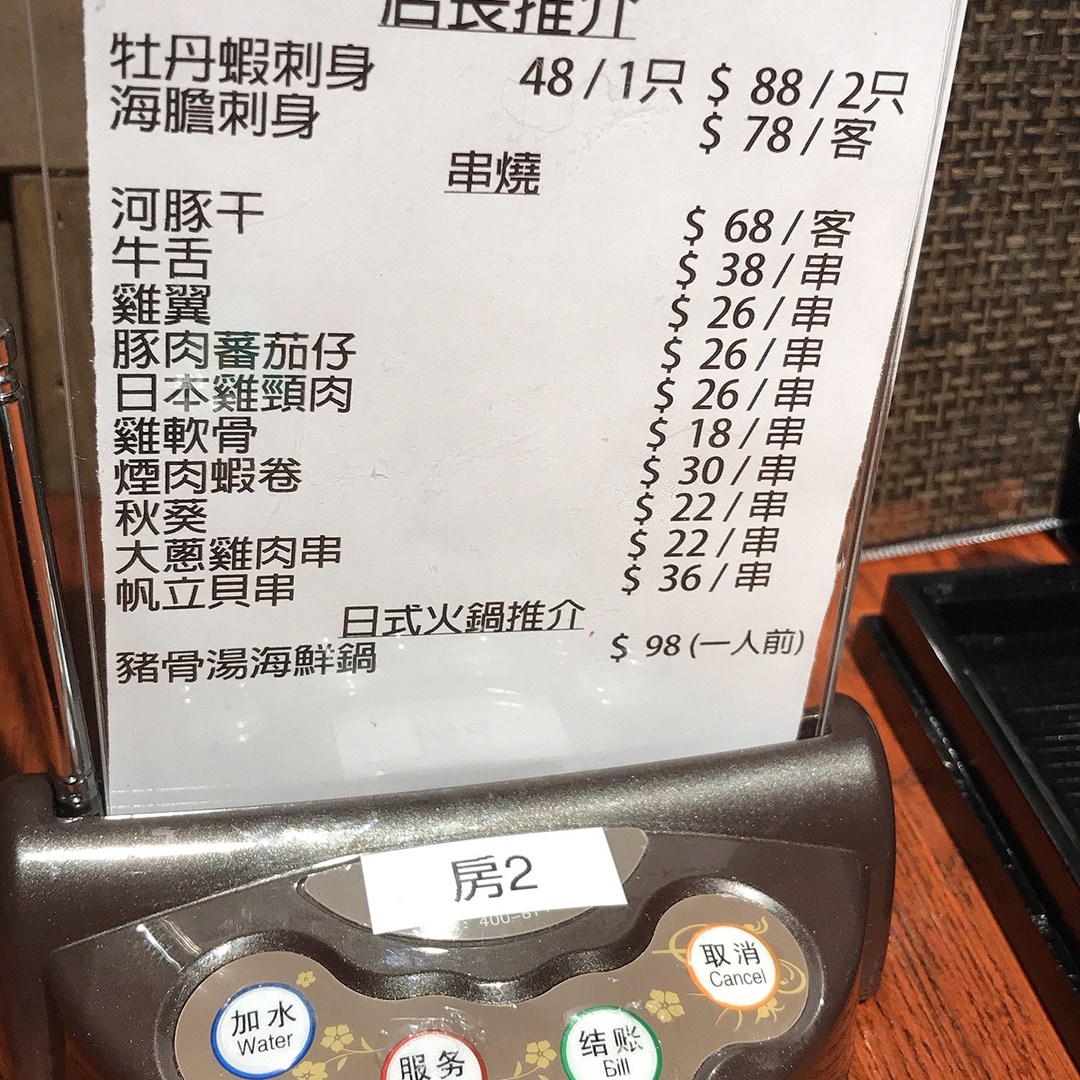 店長推介
牡丹蝦刺身 48/1只 $ 88/2只
海膽刺身 $ 78/客
串燒
河豚干 $ 68/客
牛舌 $ 38/串
雞翼 $ 26/串
豚肉蕃茄仔 $ 26/串
日本雞頸肉 $ 26/串
雞軟骨 $ 18/串
煙肉蝦卷 $ 30/串
秋葵 $ 22/串
大蔥雞肉串 $ 22/串
帆立貝串 $ 36/串
日式火鍋推介
豬骨湯海鮮鍋 $ 98(一人前)
房2
取消
Cancel
加水
Water
服务
结账
Bill